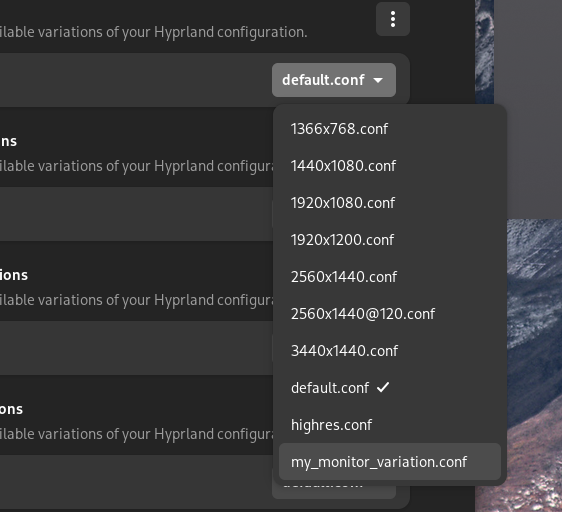 ilable variations of your Hyprland configuration.
default.conf
1366x768.conf
ns
ilable variations of your Hyprland configura
1440x1080.conf
1920x1080.conf
1920x1200.conf
ions
2560x1440.conf
ilable variations of your Hyprland configura
2560x1440@120.conf
3440x1440.conf
default.conf
ons
highres.conf
ilable variations of your Hyprland configura
my_monitor_variation.conf